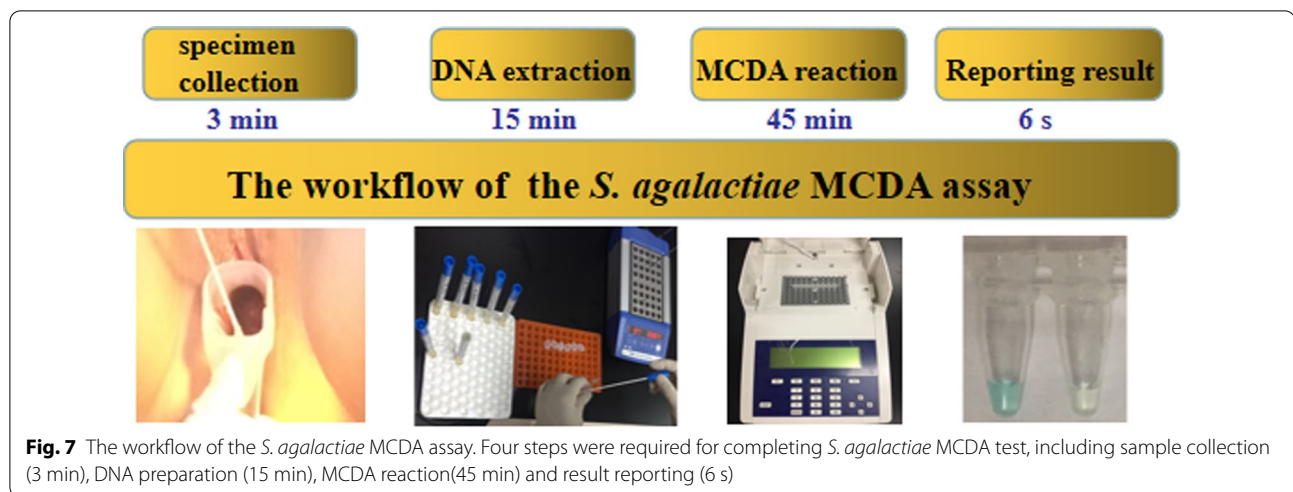 specimen
collection
DNA extraction
MCDA reaction
Reporting result
3 min
15 min
45 min
6 s
The workflow of the S. agalactiae MCDA assay
Fig. 7 The workflow of the S. agalactiae MCDA assay. Four steps were required for completing S. agalactiae MCDA test, including sample collection
(3 min), DNA preparation (15 min), MCDA reaction(45 min) and result reporting (6 s)